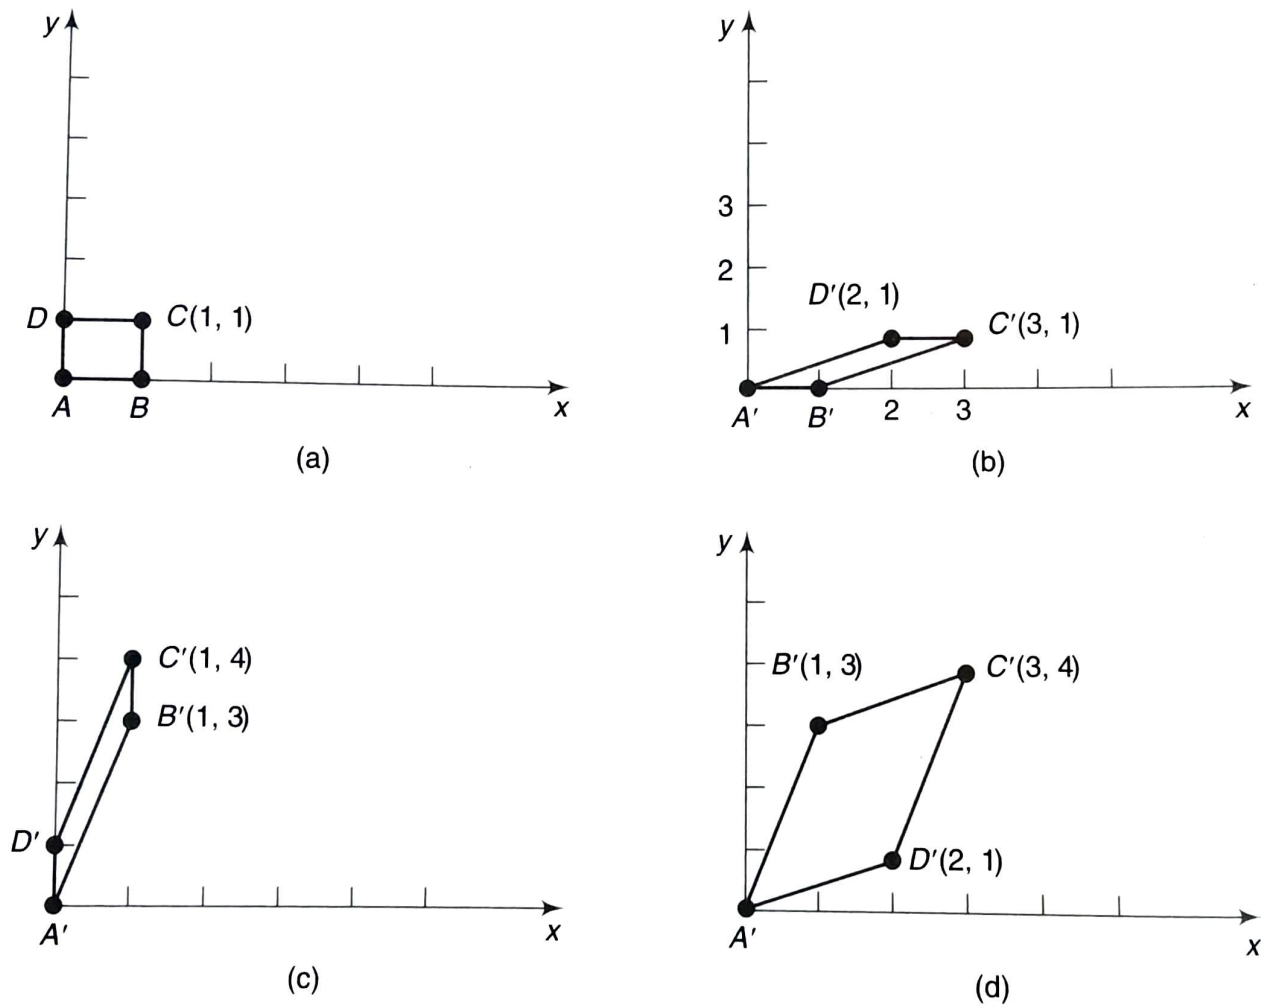 y
D
C(1, 1)
A
B
x
(a)
y
3
2
1
D′(2, 1)
C′(3, 1)
A′
B′
2
3
x
(b)
y
C′(1, 4)
B′(1, 3)
D′
A′
x
(c)
y
B′(1, 3)
C′(3, 4)
D′(2, 1)
A′
x
(d)